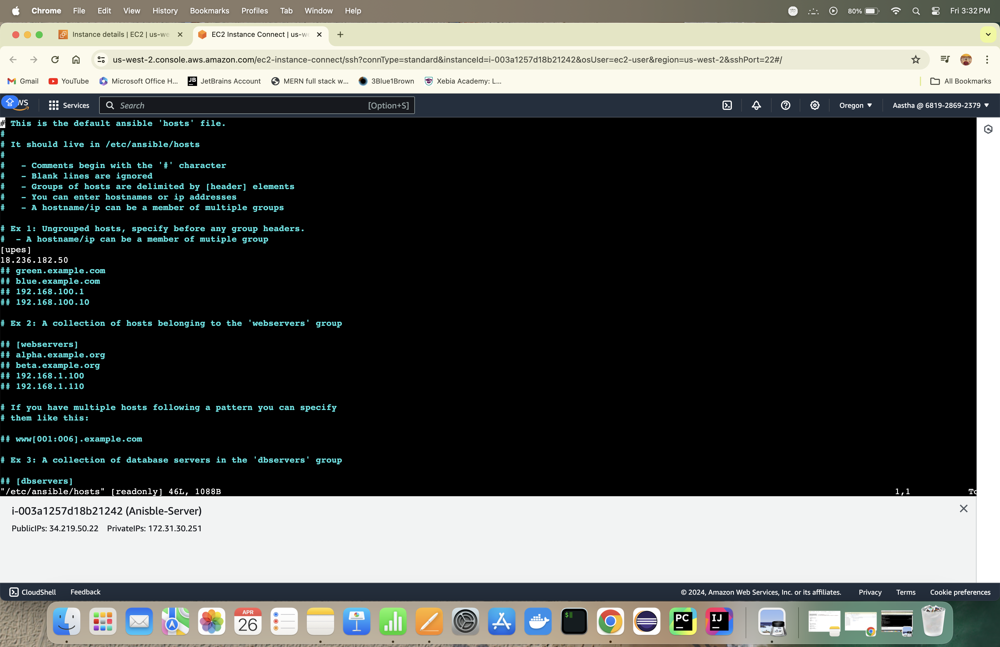 Chrome File Edit View History Bookmarks Profiles Tab Window Help 80% Fri 3:32 PM
Instance details | EC2 | us-we EC2 Instance Connect | us-we
us-west-2.console.aws.amazon.com/ec2-instance-connect/ssh?connType=standard&instanceId=i-003a1257d18b21242&osUser=ec2-user&region=us-west-2&sshPort=22#/
Gmail YouTube Microsoft Office H... JB JetBrains Account MERN full stack w... 3Blue1Brown Xebia Academy: L... All Bookmarks
Services Search [Option+S] Oregon Aastha @ 6819-2869-2379
# This is the default ansible 'hosts' file.
#
# It should live in /etc/ansible/hosts
#
#   - Comments begin with the '#' character
#   - Blank lines are ignored
#   - Groups of hosts are delimited by [header] elements
#   - You can enter hostnames or ip addresses
#   - A hostname/ip can be a member of multiple groups
# Ex 1: Ungrouped hosts, specify before any group headers.
#  - A hostname/ip can be a member of mutiple group
[upes]
18.236.182.50
## green.example.com
## blue.example.com
## 192.168.100.1
## 192.168.100.10
# Ex 2: A collection of hosts belonging to the 'webservers' group
## [webservers]
## alpha.example.org
## beta.example.org
## 192.168.1.100
## 192.168.1.110
# If you have multiple hosts following a pattern you can specify
# them like this:
## www[001:006].example.com
# Ex 3: A collection of database servers in the 'dbservers' group
## [dbservers]
"/etc/ansible/hosts" [readonly] 46L, 1088B 1,1 To
i-003a1257d18b21242 (Anisble-Server)
PublicIPs: 34.219.50.22 PrivateIPs: 172.31.30.251
CloudShell Feedback © 2024, Amazon Web Services, Inc. or its affiliates. Privacy Terms Cookie preferences
APR
26
$
PC
IJ